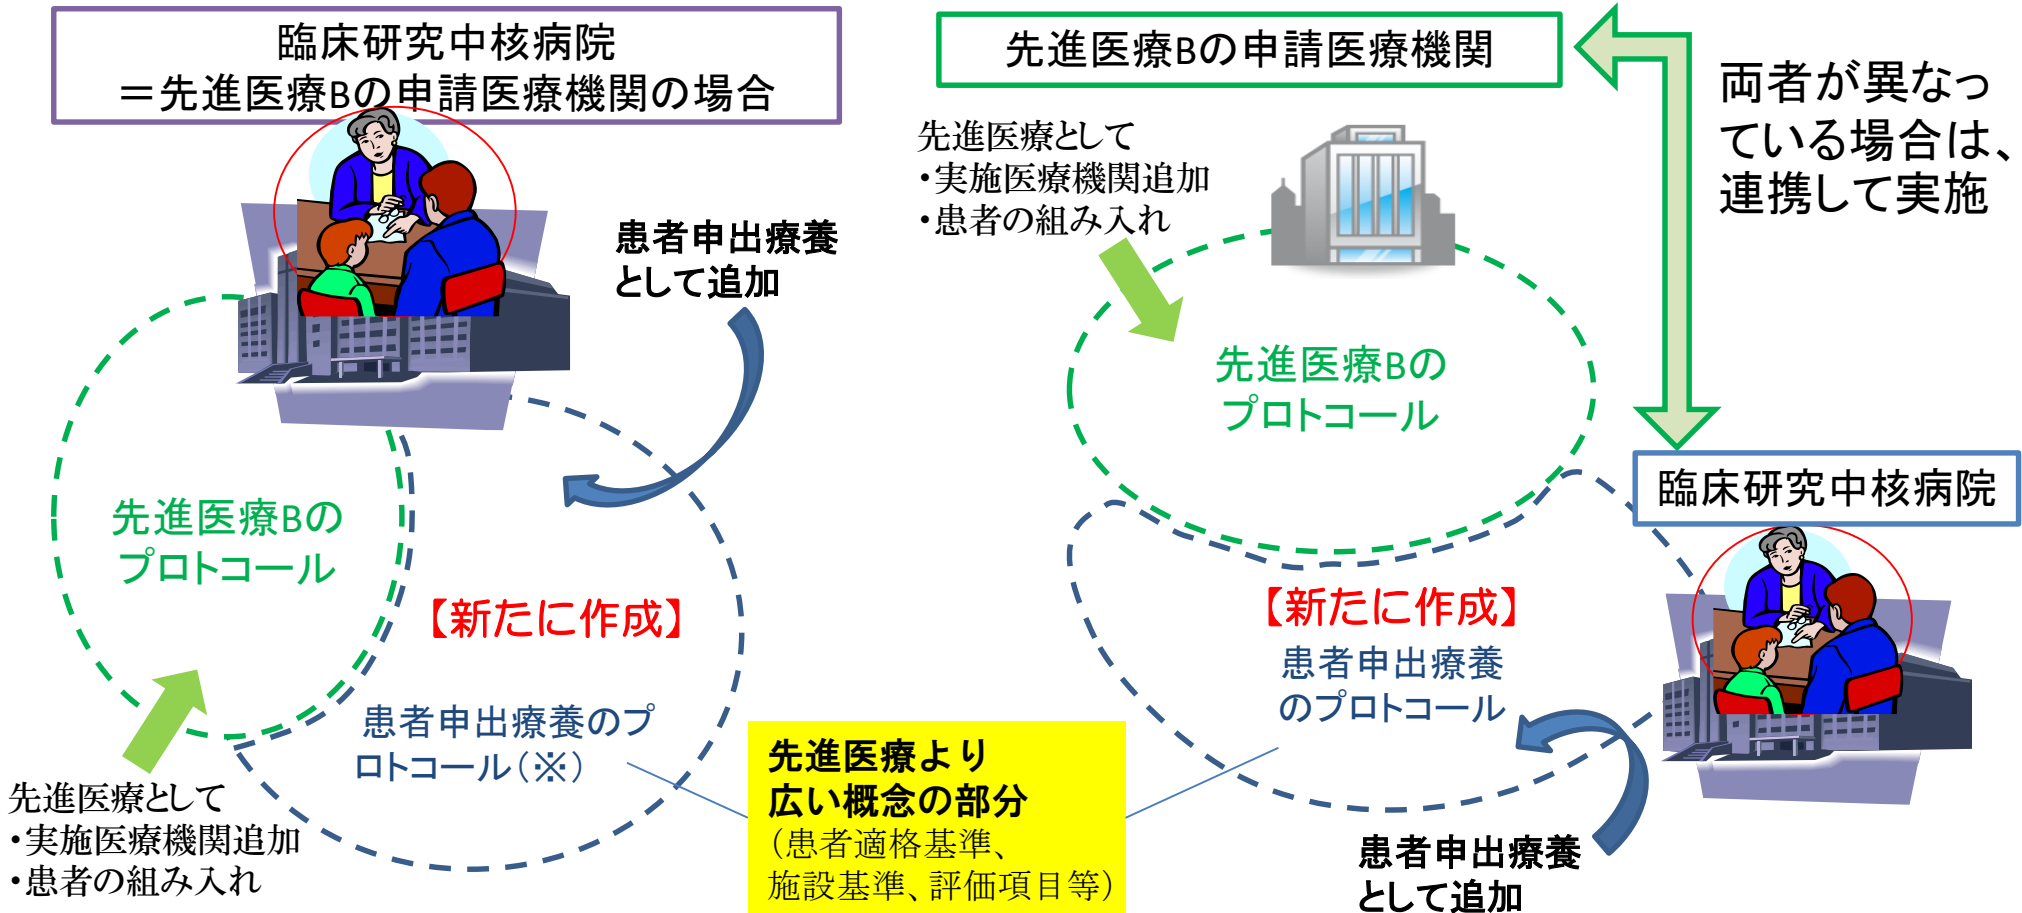 臨床研究中核病院
＝先進医療Bの申請医療機関の場合
患者申出療養
として追加
先進医療Bの
プロトコール
【新たに作成】
患者申出療養のプ
ロトコール(※)
先進医療として
・実施医療機関追加
・患者の組み入れ
先進医療より
広い概念の部分
(患者適格基準、
施設基準、評価項目等)
先進医療Bの申請医療機関
両者が異なっ
ている場合は、
連携して実施
先進医療として
・実施医療機関追加
・患者の組み入れ
先進医療Bの
プロトコール
臨床研究中核病院
【新たに作成】
患者申出療養
のプロトコール
患者申出療養
として追加